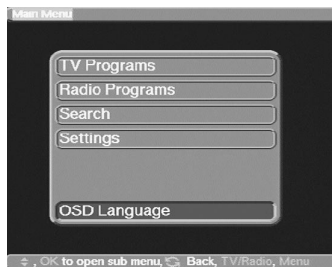 Main Menu
TV Programs
Radio Programs
Search
Settings
OSD Language
, OK to open sub menu, Back, TV/Radio, Menu